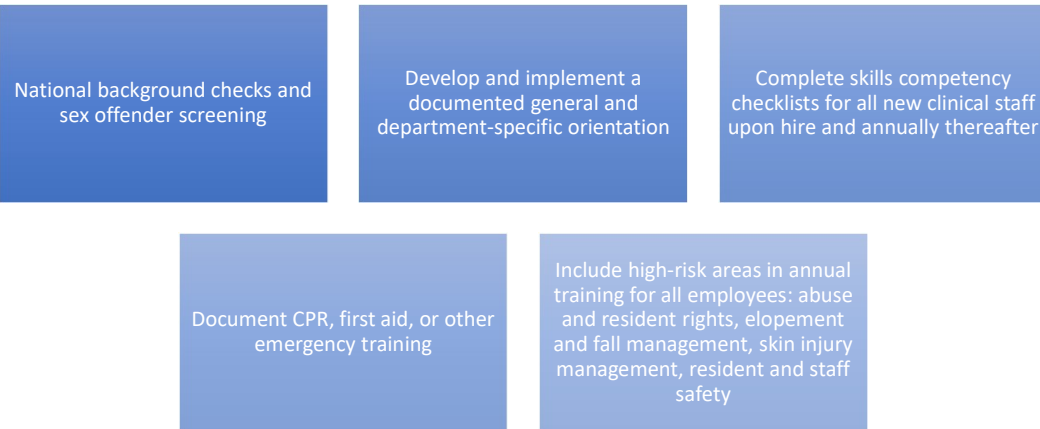 National background checks and
sex offender screening
Develop and implement a
documented general and
department-specific orientation
Complete skills competency
checklists for all new clinical staff
upon hire and annually thereafter
Document CPR, first aid, or other
emergency training
Include high-risk areas in annual
training for all employees: abuse
and resident rights, elopement
and fall management, skin injury
management, resident and staff
safety